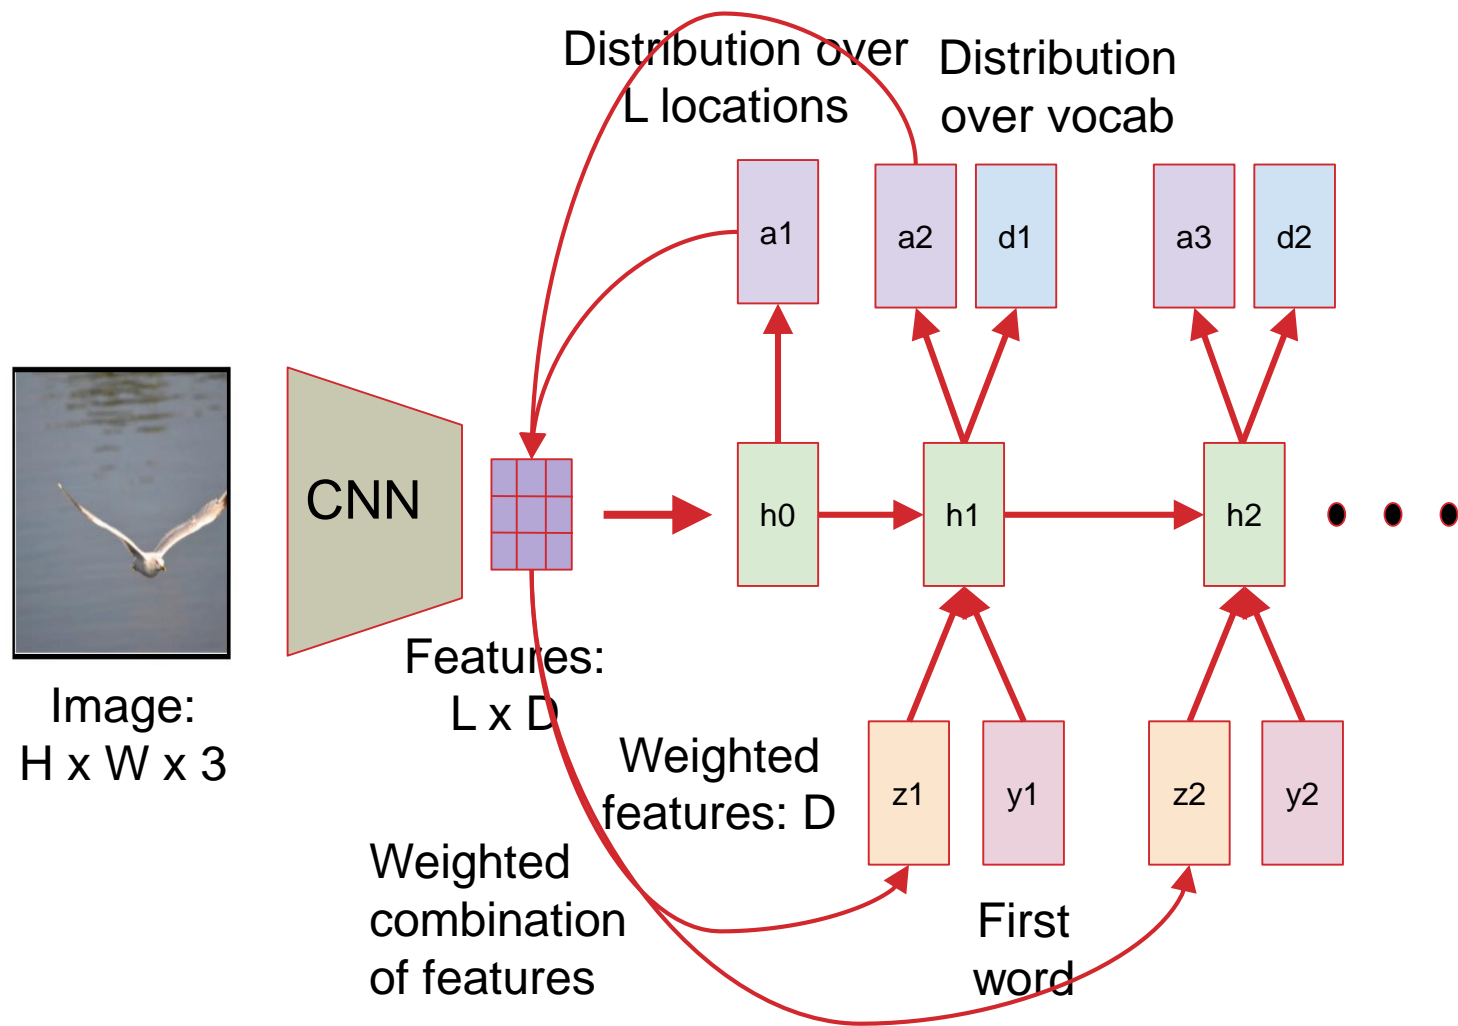 Distribution over
L locations
Distribution
over vocab
a1
a2
d1
a3
d2
CNN
h0
h1
h2
Features:
L x D
Image:
H x W x 3
Weighted
features: D
z1
y1
z2
y2
Weighted
combination
of features
First
word